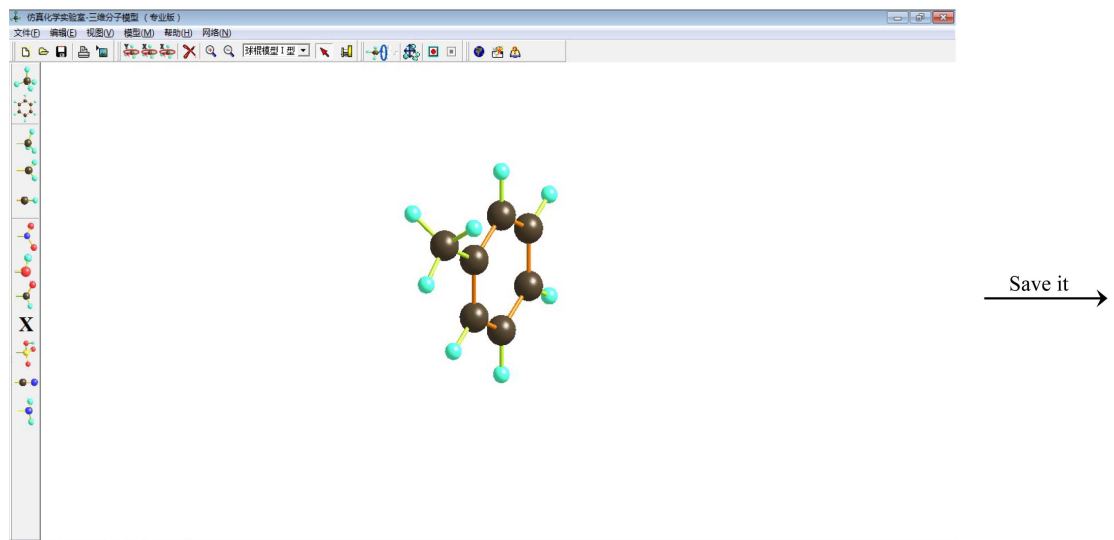 仿真化学实验室·三维分子模型（专业版）
文件(F) 编辑(E) 视图(V) 模型(M) 帮助(H) 网络(N)
球棍模型 I 型
X
Save it